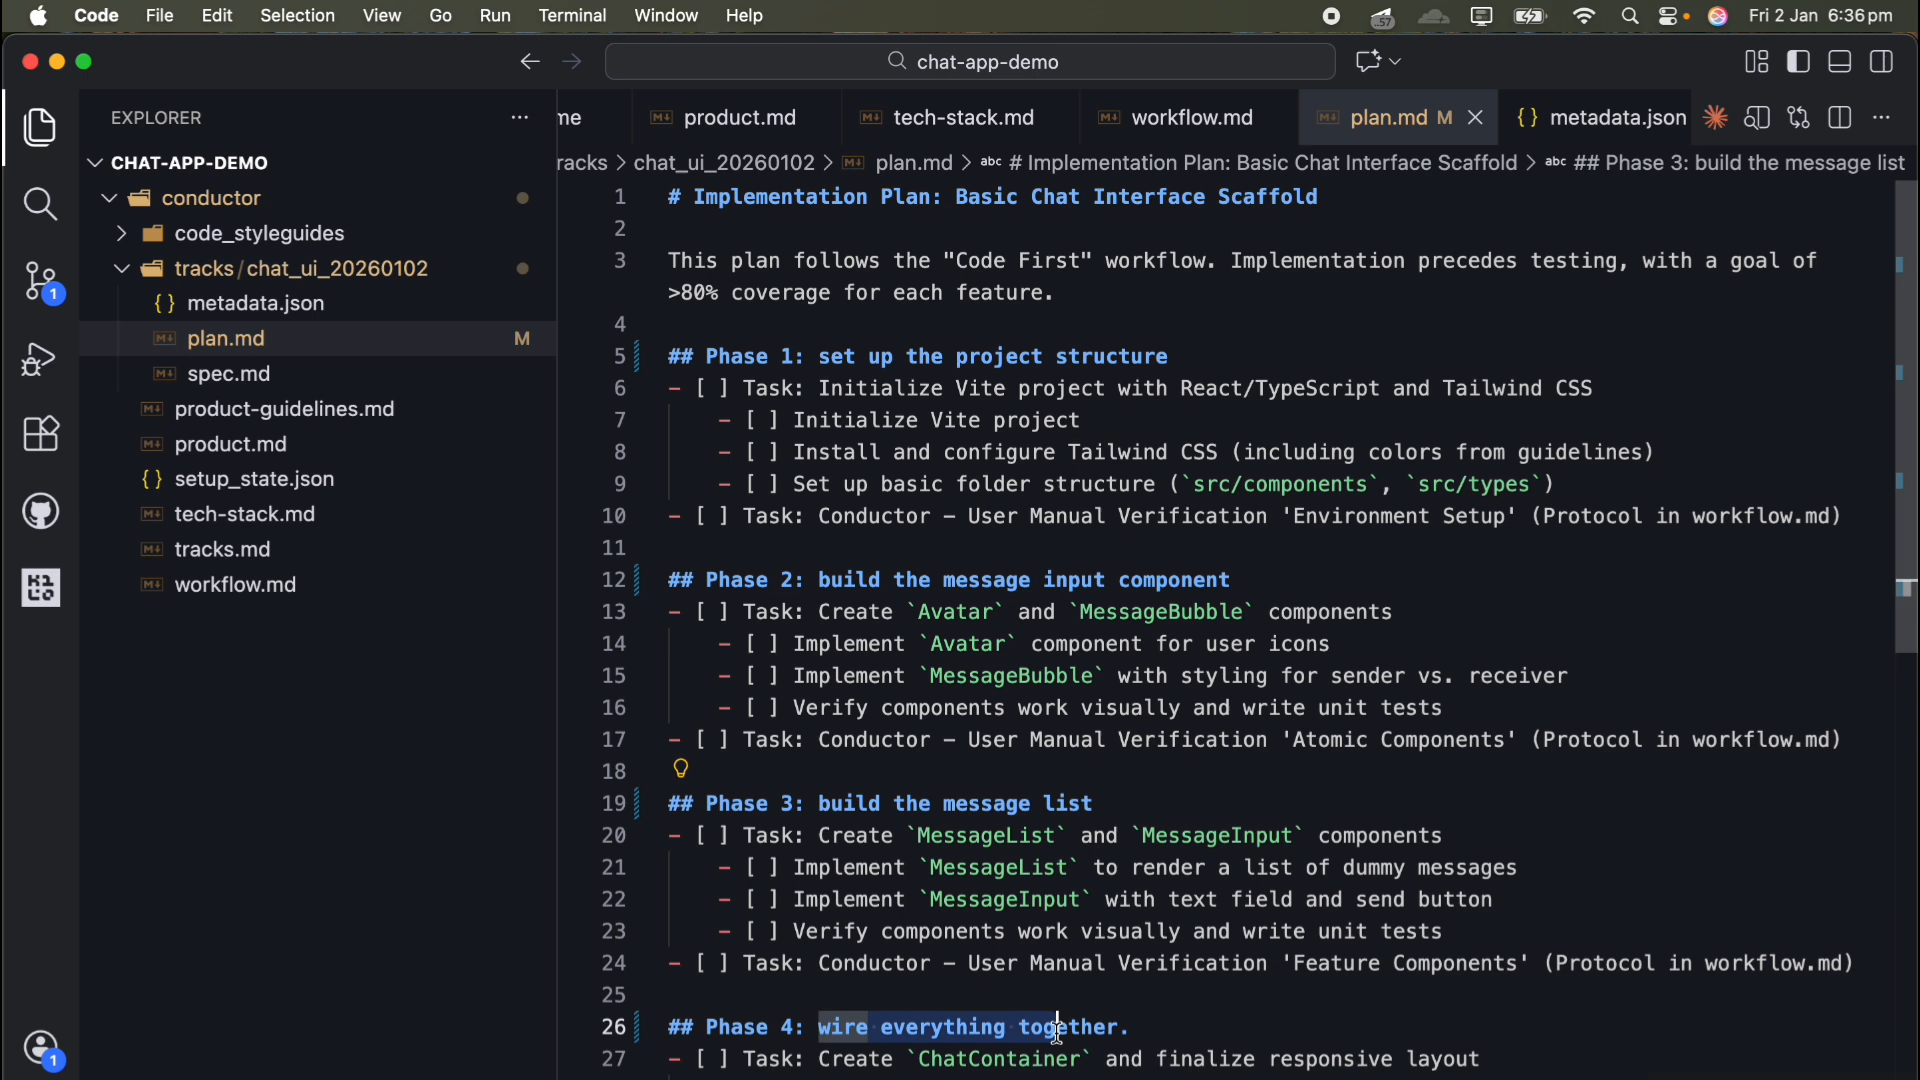 Code File Edit Selection View Go Run Terminal Window Help
.57
Fri 2 Jan 6:36 pm
chat-app-demo
EXPLORER
me
product.md
tech-stack.md
workflow.md
plan.md M
{} metadata.json
CHAT-APP-DEMO
racks > chat_ui_20260102 > plan.md > abc # Implementation Plan: Basic Chat Interface Scaffold > abc ## Phase 3: build the message list
conductor
code_styleguides
tracks/chat_ui_20260102
{} metadata.json
plan.md M
spec.md
product-guidelines.md
product.md
{} setup_state.json
tech-stack.md
tracks.md
workflow.md
1
1
1 # Implementation Plan: Basic Chat Interface Scaffold
2
3 This plan follows the "Code First" workflow. Implementation precedes testing, with a goal of
>80% coverage for each feature.
4
5 ## Phase 1: set up the project structure
6 - [ ] Task: Initialize Vite project with React/TypeScript and Tailwind CSS
7 - [ ] Initialize Vite project
8 - [ ] Install and configure Tailwind CSS (including colors from guidelines)
9 - [ ] Set up basic folder structure (`src/components`, `src/types`)
10 - [ ] Task: Conductor - User Manual Verification 'Environment Setup' (Protocol in workflow.md)
11
12 ## Phase 2: build the message input component
13 - [ ] Task: Create `Avatar` and `MessageBubble` components
14 - [ ] Implement `Avatar` component for user icons
15 - [ ] Implement `MessageBubble` with styling for sender vs. receiver
16 - [ ] Verify components work visually and write unit tests
17 - [ ] Task: Conductor - User Manual Verification 'Atomic Components' (Protocol in workflow.md)
18
19 ## Phase 3: build the message list
20 - [ ] Task: Create `MessageList` and `MessageInput` components
21 - [ ] Implement `MessageList` to render a list of dummy messages
22 - [ ] Implement `MessageInput` with text field and send button
23 - [ ] Verify components work visually and write unit tests
24 - [ ] Task: Conductor - User Manual Verification 'Feature Components' (Protocol in workflow.md)
25
26 ## Phase 4: wire everything together.
27 - [ ] Task: Create `ChatContainer` and finalize responsive layout